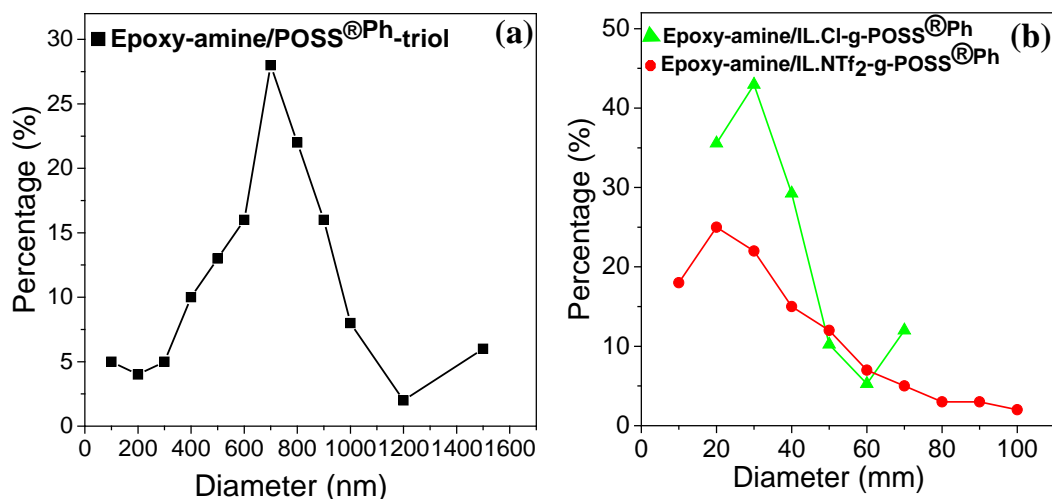 Epoxy-amine/POSS®Ph-triol
(a)
Percentage (%)
30
25
20
15
10
5
0
0 200 400 600 800 1000 1200 1400 1600
Diameter (nm)
Epoxy-amine/IL.Cl-g-POSS®Ph
Epoxy-amine/IL.NTf2-g-POSS®Ph
(b)
Percentage (%)
50
40
30
20
10
0
0 20 40 60 80 100
Diameter (mm)